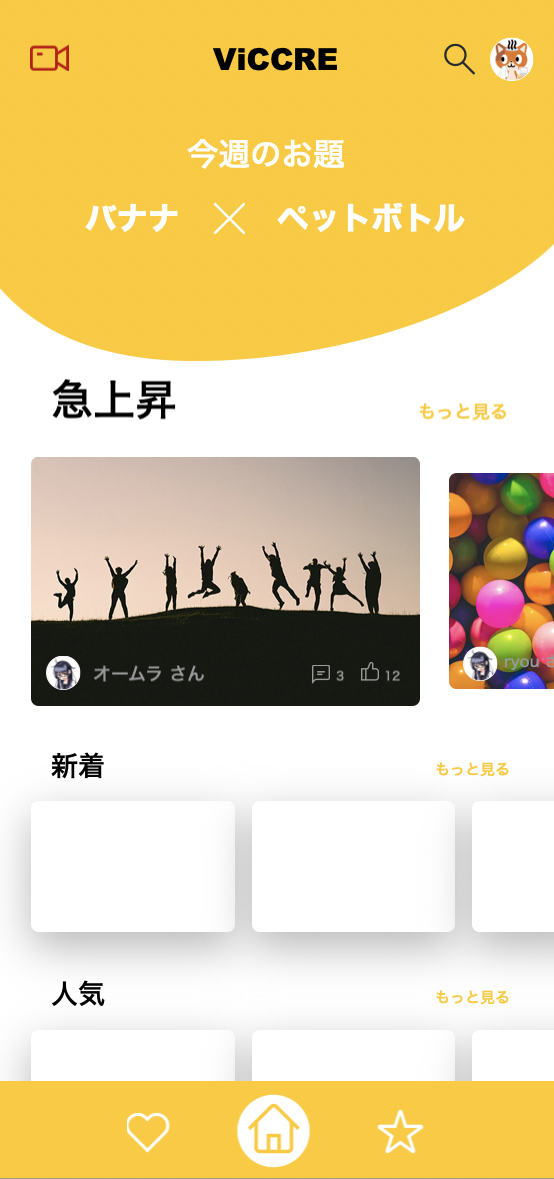 ViCCRE
今週のお題
バナナ × ペットボトル
急上昇
もっと見る
オームラ さん
3
12
ryou
新着
もっと見る
人気
もっと見る